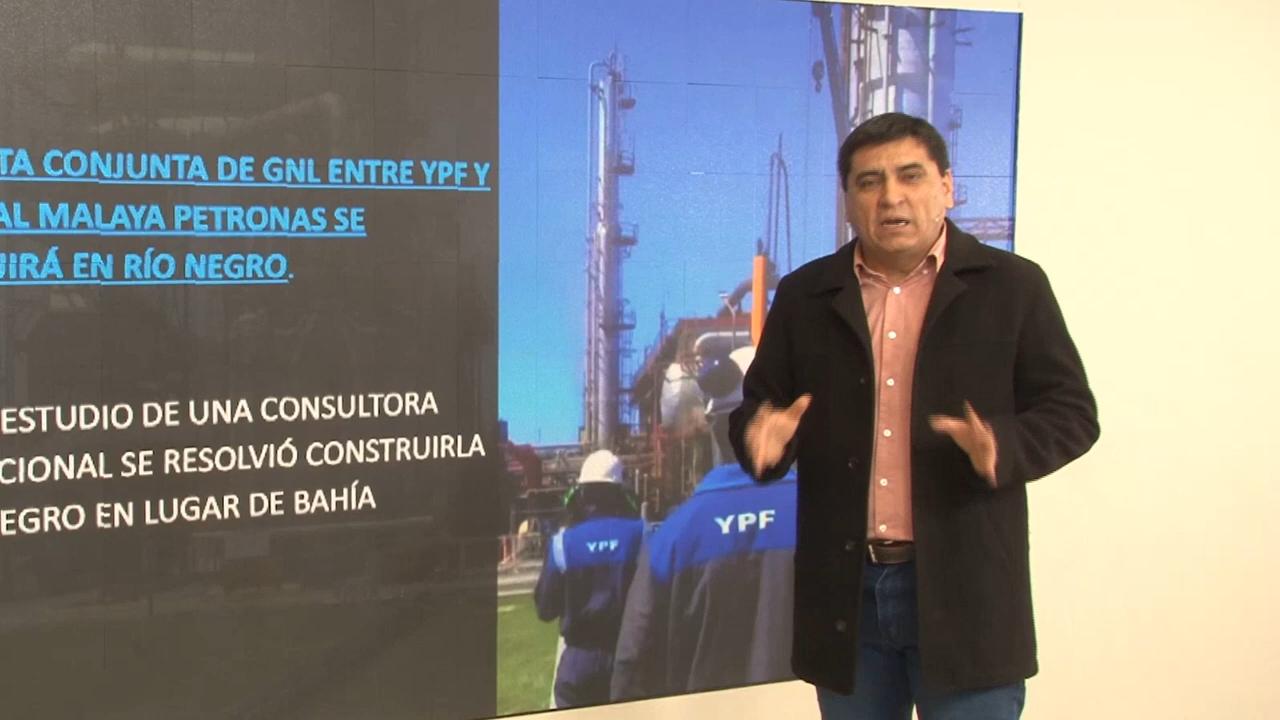 TA CONJUNTA DE GNL ENTRE YPF Y
AL MALAYA PETRONAS SE
UIRÁ EN RÍO NEGRO.
ESTUDIO DE UNA CONSULTORA
CIONAL SE RESOLVIÓ CONSTRUIRLA
EGRO EN LUGAR DE BAHÍA
YPF
YPF